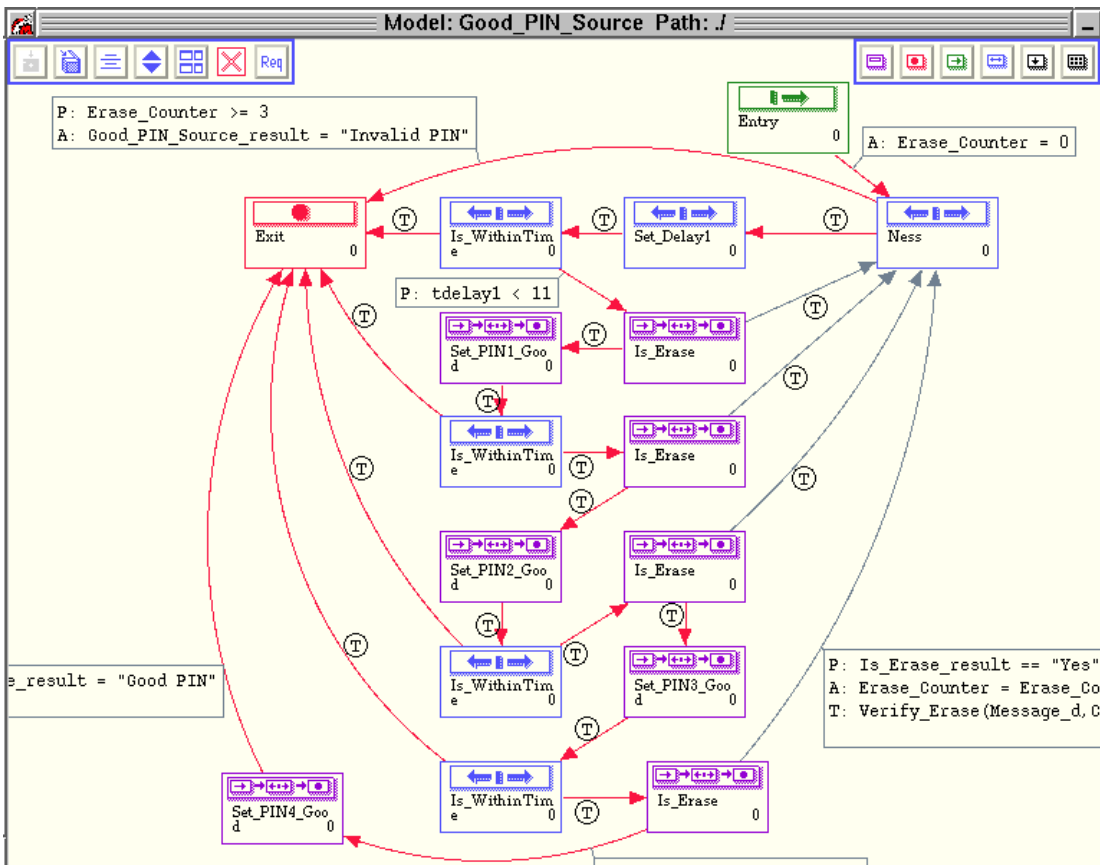 Model: Good_PIN_Source Path: ./
Req
P: Erase_Counter >= 3
A: Good_PIN_Source_result = "Invalid PIN"
Entry
0
A: Erase_Counter = 0
Exit
0
T
Is_WithinTim
e
0
T
Set_Delay1
0
T
Ness
0
P: tdelay1 < 11
T
Set_PIN1_Goo
d
0
T
Is_Erase
0
T
T
Is_WithinTim
e
0
T
Is_Erase
0
T
T
T
T
Set_PIN2_Goo
d
0
Is_Erase
0
T
T
T
T
Is_WithinTim
e
0
Set_PIN3_Goo
d
0
e_result = "Good PIN"
P: Is_Erase_result == "Yes"
A: Erase_Counter = Erase_Co
T: Verify_Erase(Message_d,C
T
Set_PIN4_Goo
d
0
Is_WithinTim
e
0
T
Is_Erase
0